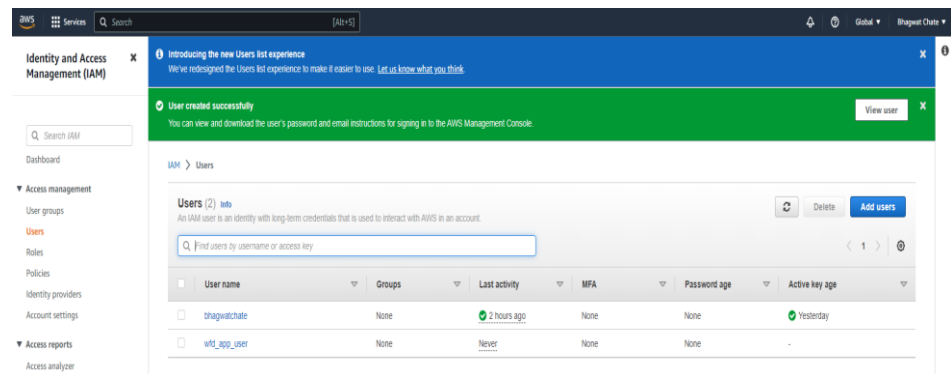 aws
Services
Search
[Alt+S]
Global ▼
Bhagwat Chate ▼
Identity and Access Management (IAM)
Search IAM
Dashboard
Access management
User groups
Users
Roles
Policies
Identity providers
Account settings
Access reports
Access analyzer
Introducing the new Users list experience
We've redesigned the Users list experience to make it easier to use. Let us know what you think.
User created successfully
You can view and download the user's password and email instructions for signing in to the AWS Management Console.
View user
IAM > Users
Users (2) Info
An IAM user is an identity with long-term credentials that is used to interact with AWS in an account.
Delete
Add users
Find users by username or access key
1
User name Groups Last activity MFA Password age Active key age
bhagwatchate None 2 hours ago None None Yesterday
wfd_app_user None Never None None -